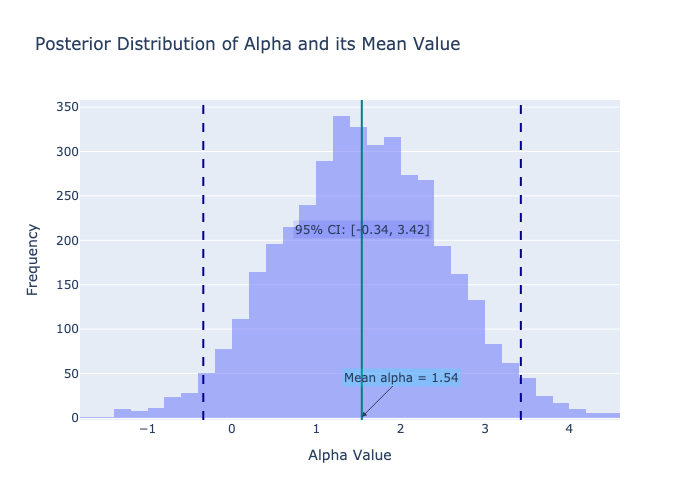 Posterior Distribution of Alpha and its Mean Value
350
300
250
200
150
100
50
0
Frequency
95% CI: [-0.34, 3.42]
Mean alpha = 1.54
−1
0
1
2
3
4
Alpha Value